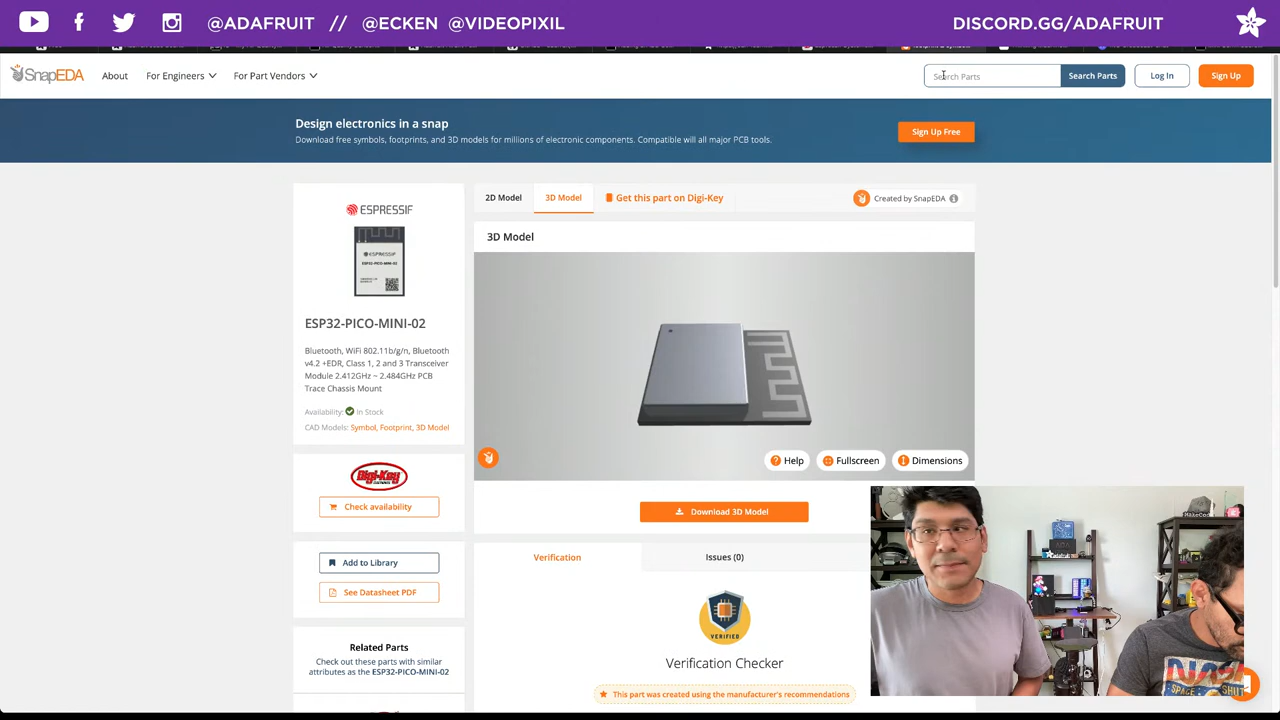 @ADAFRUIT // @ECKEN @VIDEOPIXIL
DISCORD.GG/ADAFRUIT
SnapEDA
About
For Engineers
For Part Vendors
Search Parts
Search Parts
Log In
Sign Up
Design electronics in a snap
Download free symbols, footprints, and 3D models for millions of electronic components. Compatible will all major PCB tools.
Sign Up Free
2D Model
3D Model
Get this part on Digi-Key
Created by SnapEDA
ESPRESSIF
3D Model
ESPRESSIF
ESP32-PICO-MINI-02
ESP32-PICO-MINI-02
Bluetooth, WiFi 802.11b/g/n, Bluetooth
v4.2 +EDR, Class 1, 2 and 3 Transceiver
Module 2.412GHz ~ 2.484GHz PCB
Trace Chassis Mount
Availability: In Stock
CAD Models: Symbol, Footprint, 3D Model
Help
Fullscreen
Dimensions
Digi-Key
Check availability
Download 3D Model
Verification
Issues (0)
Add to Library
See Datasheet PDF
VERIFIED
Related Parts
Check out these parts with similar
attributes as the ESP32-PICO-MINI-02
Verification Checker
This part was created using the manufacturer's recommendations